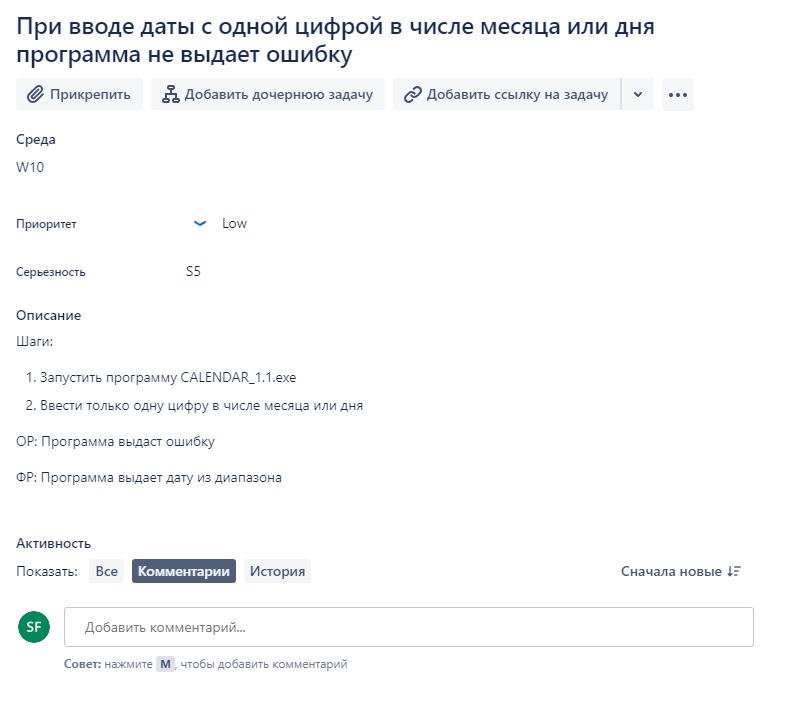 При вводе даты с одной цифрой в числе месяца или дня
программа не выдает ошибку
Прикрепить
Добавить дочернюю задачу
Добавить ссылку на задачу
Среда
W10
Приоритет
Low
Серьезность
S5
Описание
Шаги:
1. Запустить программу CALENDAR_1.1.exe
2. Ввести только одну цифру в числе месяца или дня
ОР: Программа выдаст ошибку
ФР: Программа выдает дату из диапазона
Активность
Показать: Все Комментарии История
Сначала новые
SF
Добавить комментарий...
Совет: нажмите M, чтобы добавить комментарий